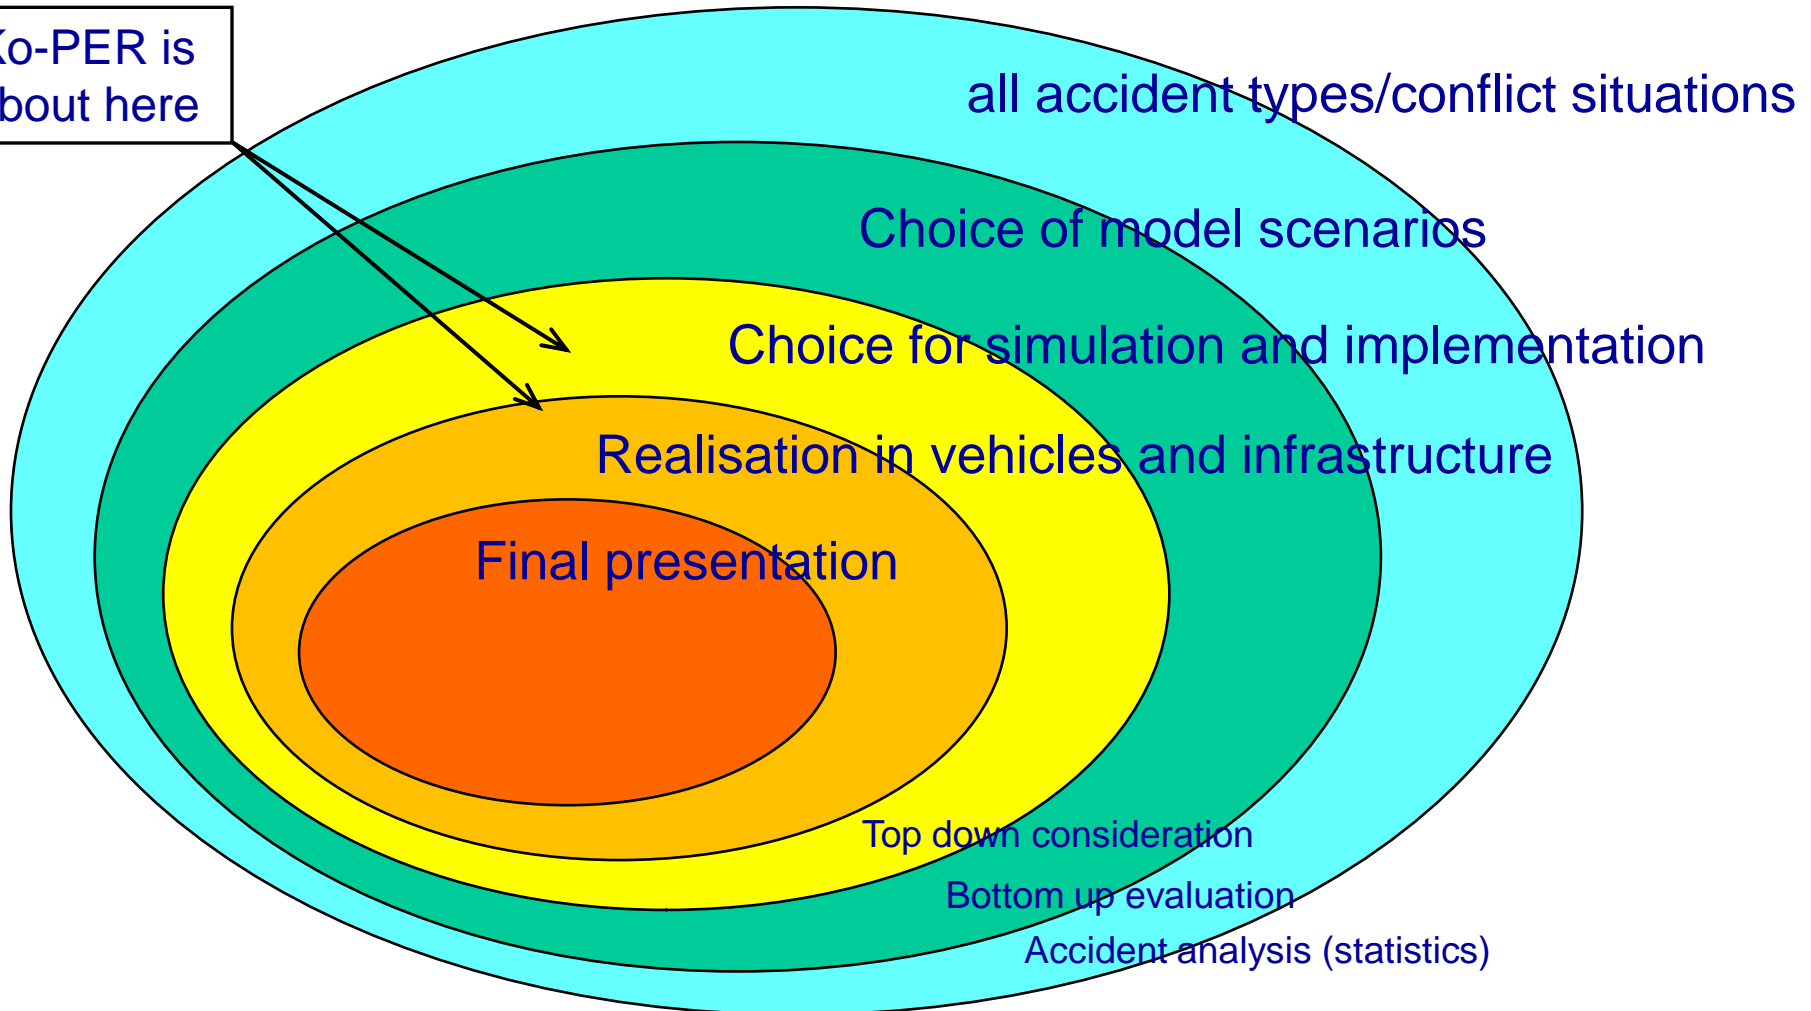 Ko-PER is
about here
all accident types/conflict situations
Choice of model scenarios
Choice for simulation and implementation
Realisation in vehicles and infrastructure
Final presentation
Top down consideration
Bottom up evaluation
Accident analysis (statistics)